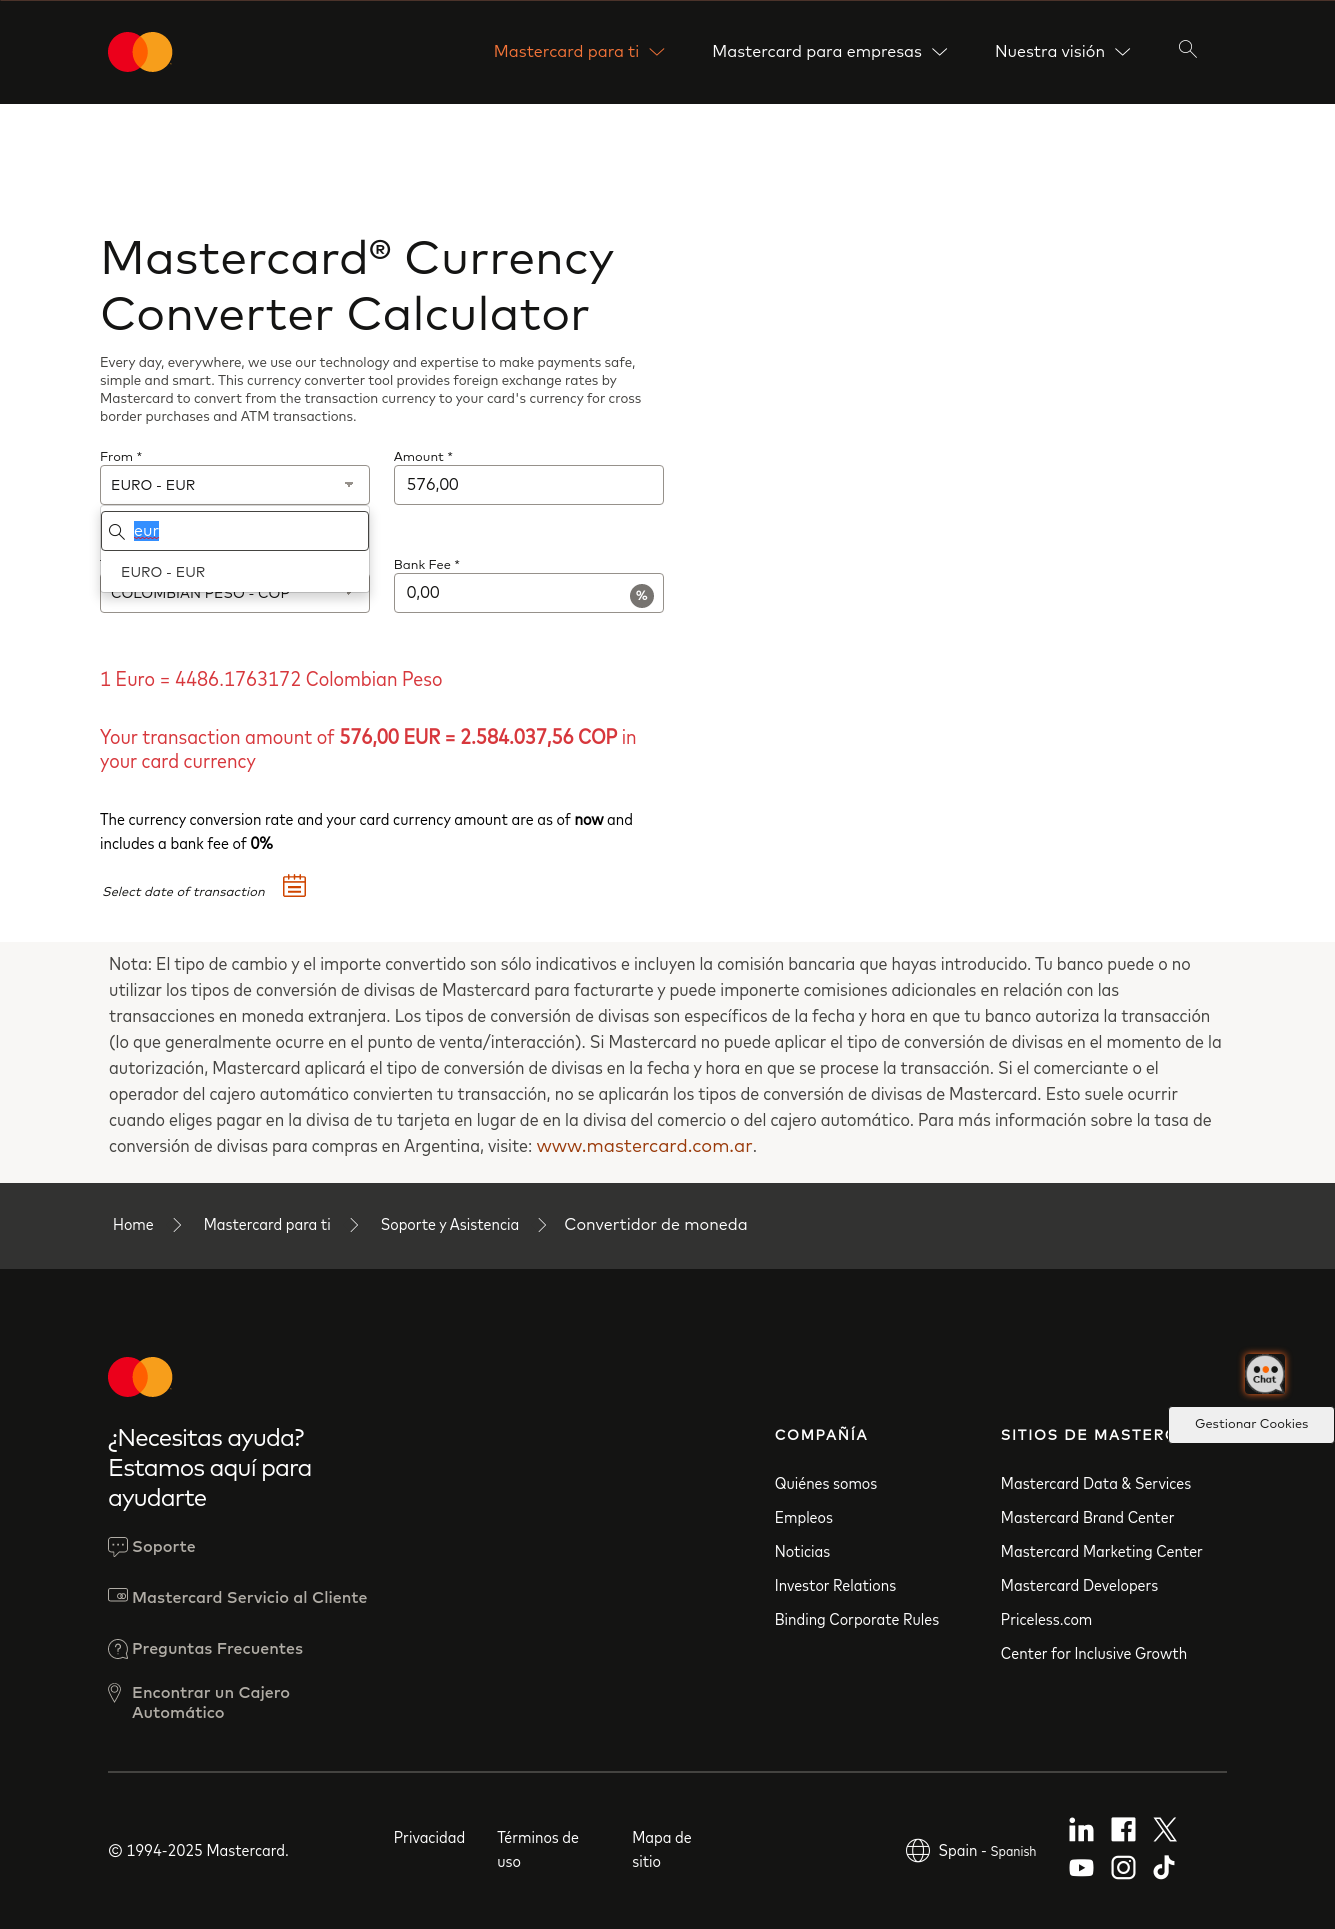 Mastercard para ti
Mastercard para empresas
Nuestra visión
Mastercard® Currency
Converter Calculator
Every day, everywhere, we use our technology and expertise to make payments safe,
simple and smart. This currency converter tool provides foreign exchange rates by
Mastercard to convert from the transaction currency to your card's currency for cross
border purchases and ATM transactions.
From *
Amount *
EURO - EUR
576,00
eur
EURO - EUR
Bank Fee *
COLOMBIAN PESO - COP
0,00
%
1 Euro = 4486.1763172 Colombian Peso
Your transaction amount of 576,00 EUR = 2.584.037,56 COP in
your card currency
The currency conversion rate and your card currency amount are as of now and
includes a bank fee of 0%
Select date of transaction
Nota: El tipo de cambio y el importe convertido son sólo indicativos e incluyen la comisión bancaria que hayas introducido. Tu banco puede o no
utilizar los tipos de conversión de divisas de Mastercard para facturarte y puede imponerte comisiones adicionales en relación con las
transacciones en moneda extranjera. Los tipos de conversión de divisas son específicos de la fecha y hora en que tu banco autoriza la transacción
(lo que generalmente ocurre en el punto de venta/interacción). Si Mastercard no puede aplicar el tipo de conversión de divisas en el momento de la
autorización, Mastercard aplicará el tipo de conversión de divisas en la fecha y hora en que se procese la transacción. Si el comerciante o el
operador del cajero automático convierten tu transacción, no se aplicarán los tipos de conversión de divisas de Mastercard. Esto suele ocurrir
cuando eliges pagar en la divisa de tu tarjeta en lugar de en la divisa del comercio o del cajero automático. Para más información sobre la tasa de
conversión de divisas para compras en Argentina, visite: www.mastercard.com.ar.
Home
Mastercard para ti
Soporte y Asistencia
Convertidor de moneda
Chat
Gestionar Cookies
¿Necesitas ayuda?
Estamos aquí para
ayudarte
Soporte
Mastercard Servicio al Cliente
Preguntas Frecuentes
Encontrar un Cajero
Automático
COMPAÑÍA
Quiénes somos
Empleos
Noticias
Investor Relations
Binding Corporate Rules
SITIOS DE MASTERC
Mastercard Data & Services
Mastercard Brand Center
Mastercard Marketing Center
Mastercard Developers
Priceless.com
Center for Inclusive Growth
© 1994-2025 Mastercard.
Privacidad
Términos de
uso
Mapa de
sitio
Spain - Spanish